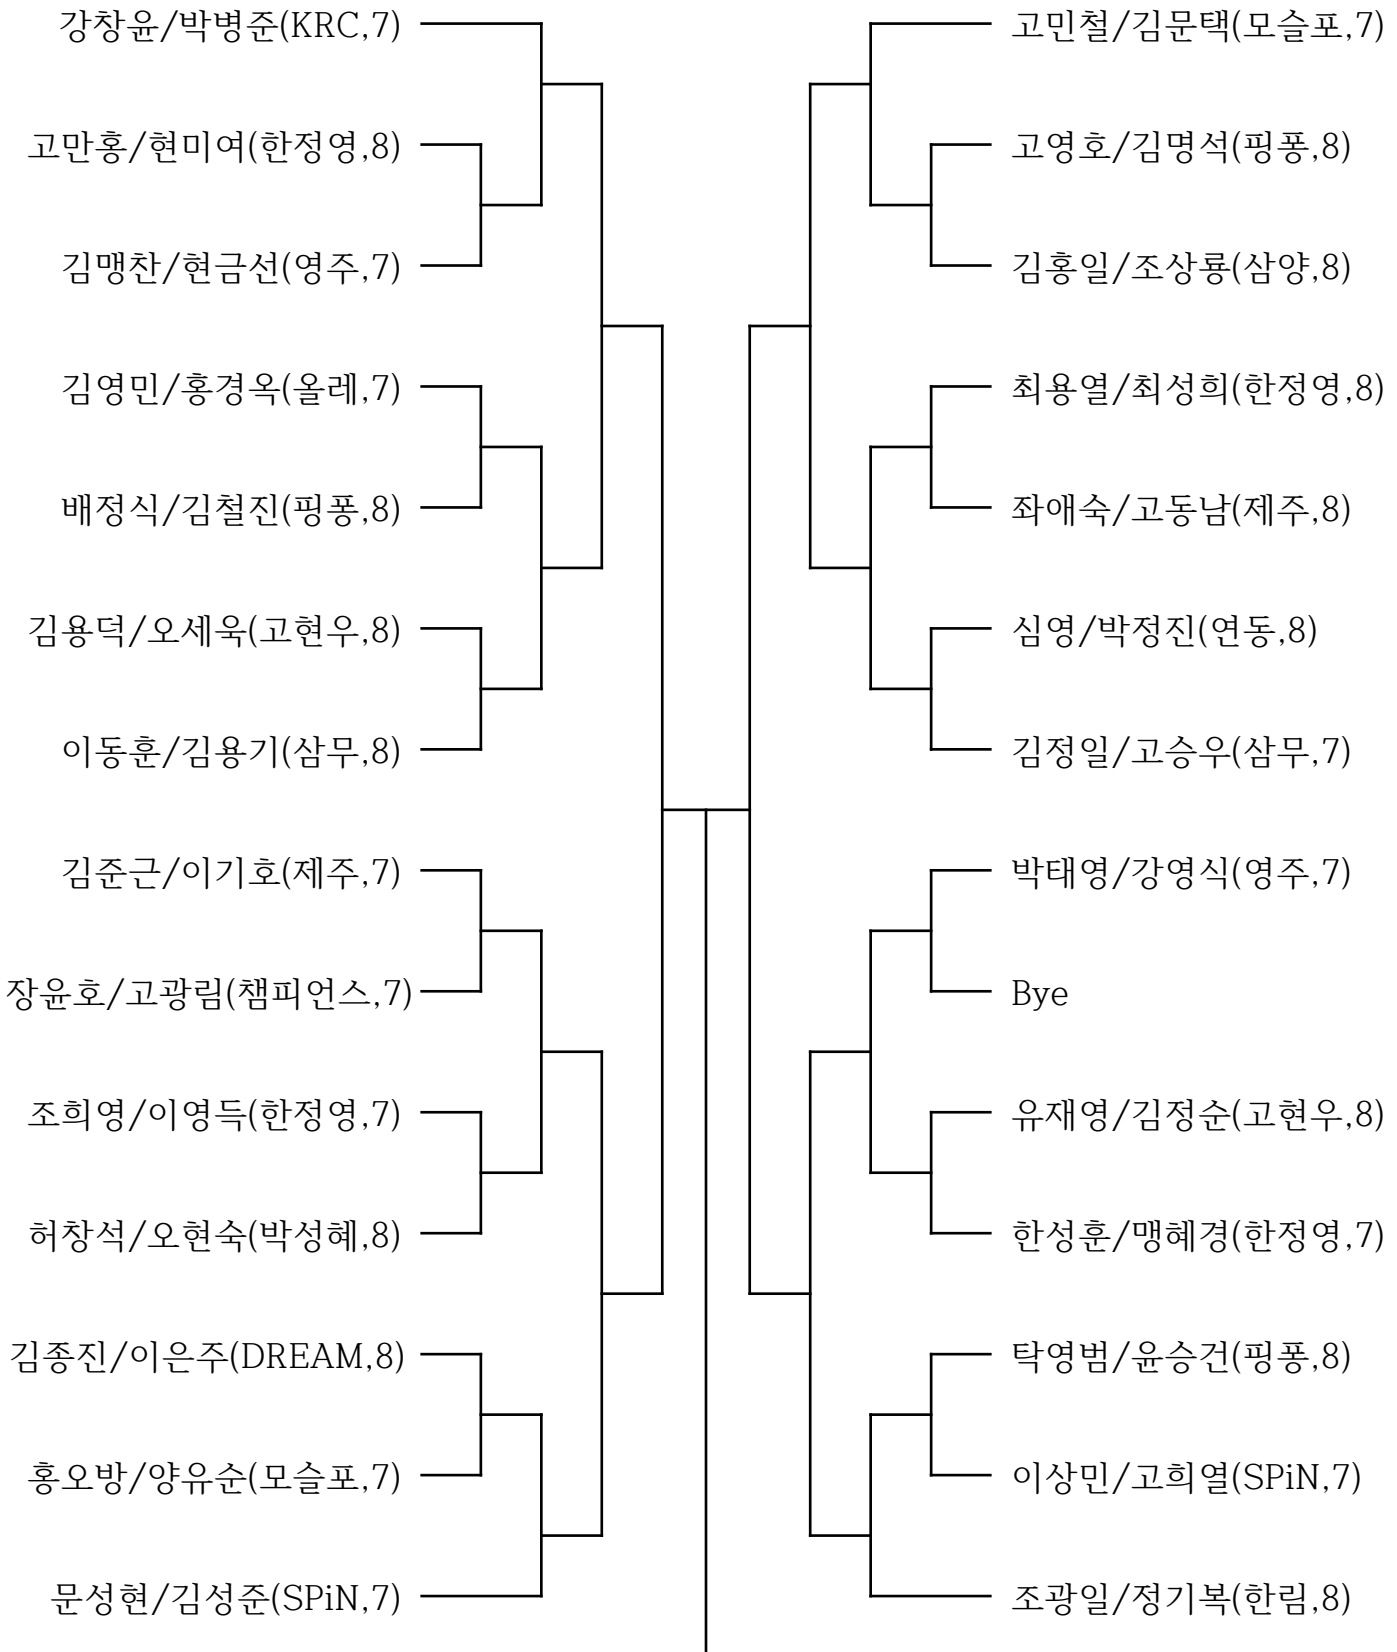 강창윤/박병준(KRC,7)
고만홍/현미여(한정영,8)
김맹찬/현금선(영주,7)
김영민/홍경옥(올레,7)
배정식/김철진(핑퐁,8)
김용덕/오세욱(고현우,8)
이동훈/김용기(삼무,8)
김준근/이기호(제주,7)
장윤호/고광림(챔피언스,7)
조희영/이영득(한정영,7)
허창석/오현숙(박성혜,8)
김종진/이은주(DREAM,8)
홍오방/양유순(모슬포,7)
문성현/김성준(SPiN,7)
고민철/김문택(모슬포,7)
고영호/김명석(핑퐁,8)
김홍일/조상룡(삼양,8)
최용열/최성희(한정영,8)
좌애숙/고동남(제주,8)
심영/박정진(연동,8)
김정일/고승우(삼무,7)
박태영/강영식(영주,7)
Bye
유재영/김정순(고현우,8)
한성훈/맹혜경(한정영,7)
탁영범/윤승건(핑퐁,8)
이상민/고희열(SPiN,7)
조광일/정기복(한림,8)